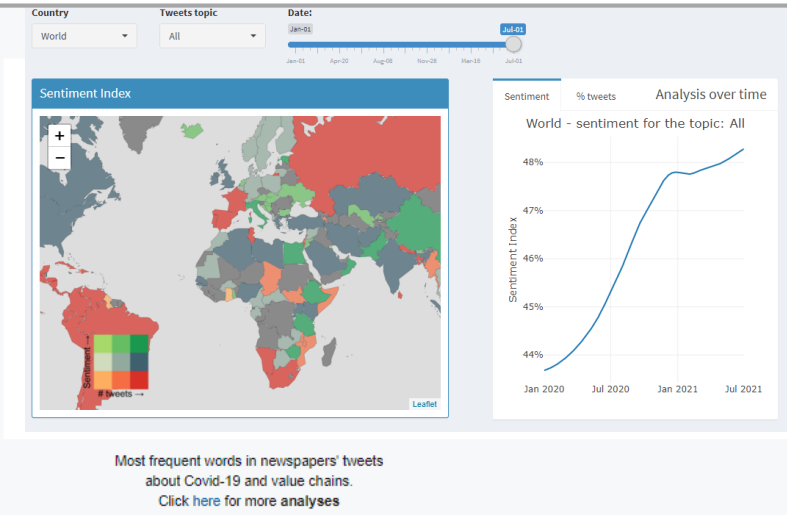 Country
Tweets topic
Date:
World
All
Jan-01
Jul-01
Jan-01
Apr-20
Aug-08
Nov-26
Mar-16
Jul-01
Sentiment Index
+
−
Sentiment →
# tweets →
Leaflet
Sentiment
% tweets
Analysis over time
World - sentiment for the topic: All
Sentiment Index
48%
47%
46%
45%
44%
Jan 2020
Jul 2020
Jan 2021
Jul 2021
Most frequent words in newspapers' tweets
about Covid-19 and value chains.
Click here for more analyses